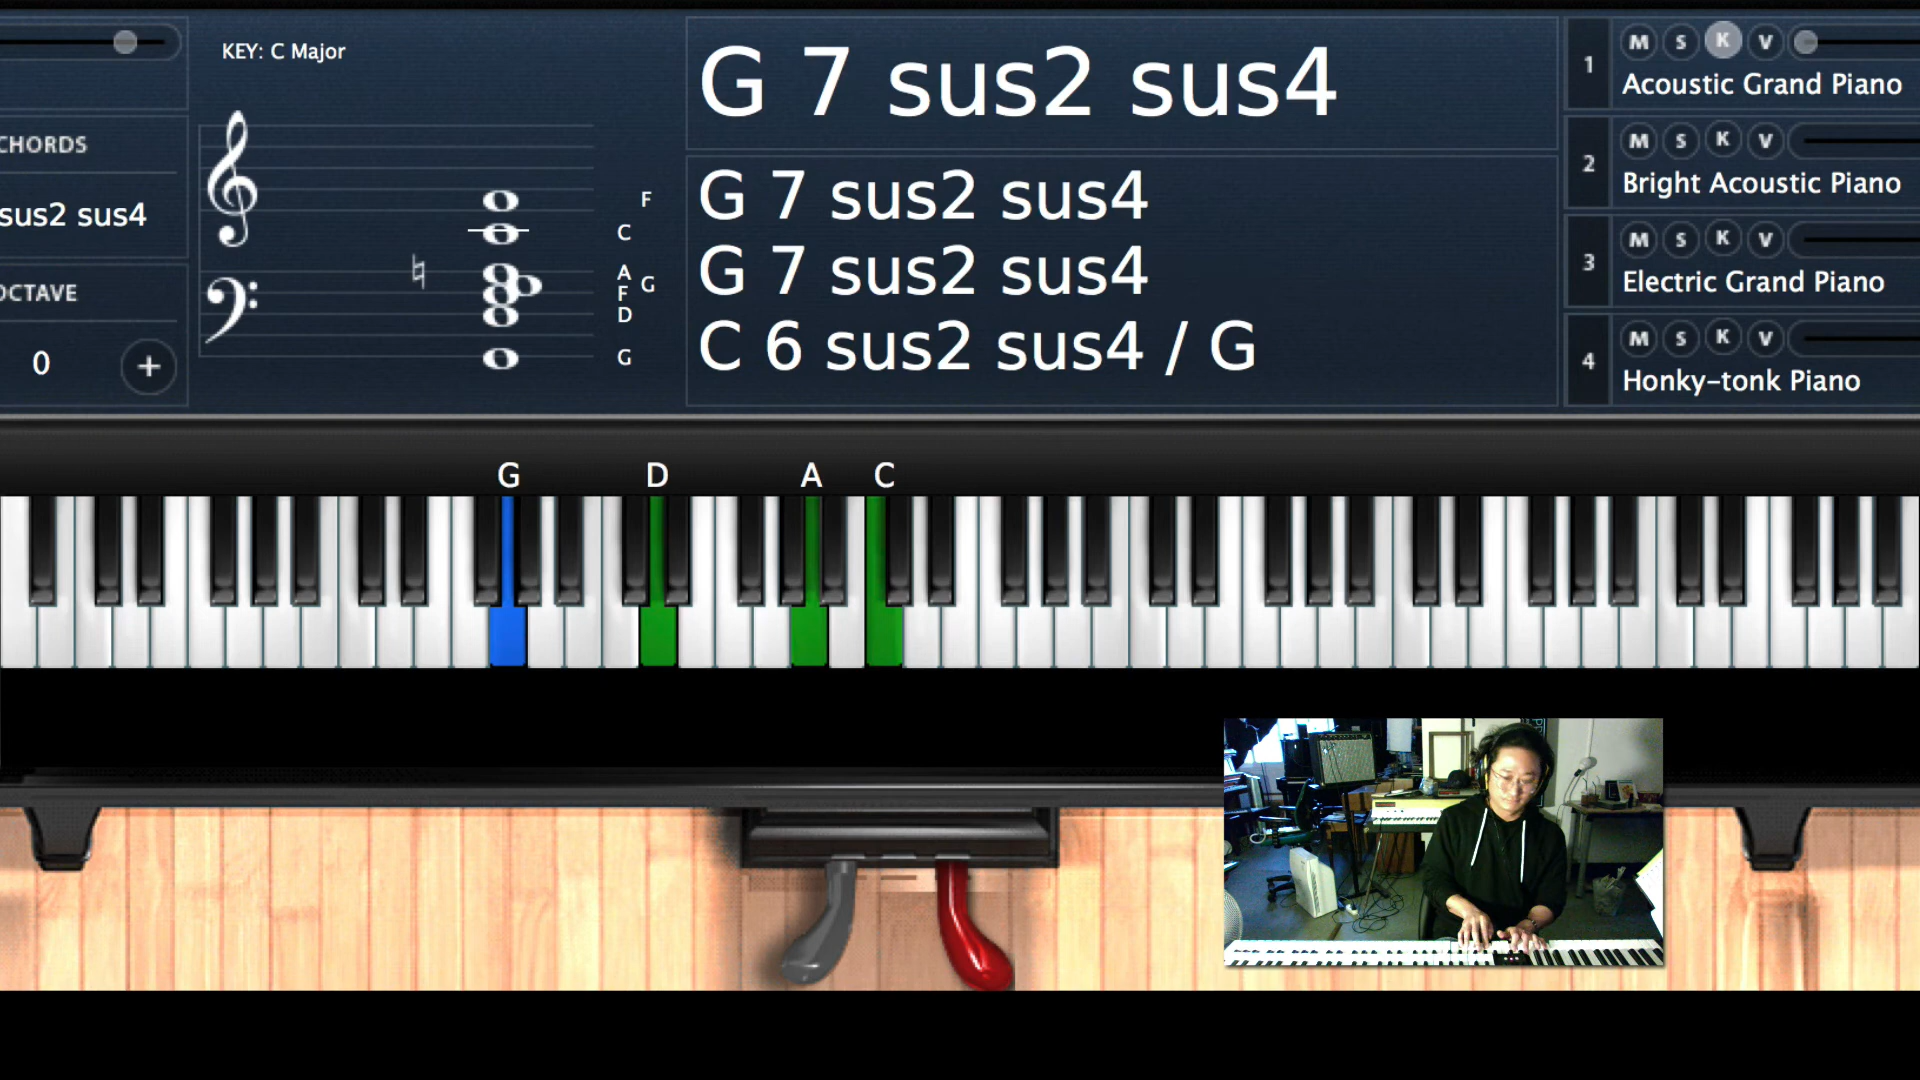 KEY: C Major
CHORDS
sus2 sus4
OCTAVE
0
+
F
C
A
G
F
D
G
G 7 sus2 sus4
G 7 sus2 sus4
G 7 sus2 sus4
C 6 sus2 sus4 / G
1
M S K V
Acoustic Grand Piano
2
M S K V
Bright Acoustic Piano
3
M S K V
Electric Grand Piano
4
M S K V
Honky-tonk Piano
G D A C